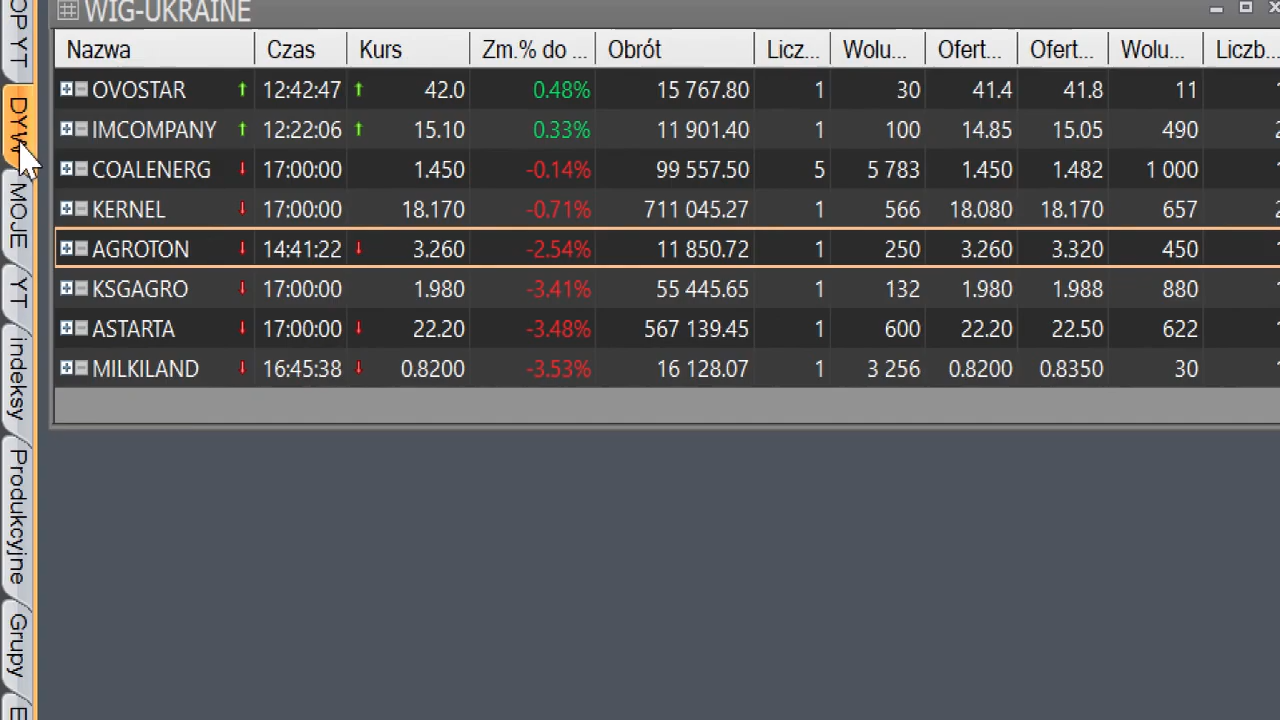 WIG-UKRAINE
Nazwa Czas Kurs Zm.% do ... Obrót Licz... Wolu... Ofert... Ofert... Wolu... Liczb
OVOSTAR 12:42:47 42.0 0.48% 15 767.80 1 30 41.4 41.8 11
IMCOMPANY 12:22:06 15.10 0.33% 11 901.40 1 100 14.85 15.05 490
COALENERG 17:00:00 1.450 -0.14% 99 557.50 5 5 783 1.450 1.482 1 000
KERNEL 17:00:00 18.170 -0.71% 711 045.27 1 566 18.080 18.170 657
AGROTON 14:41:22 3.260 -2.54% 11 850.72 1 250 3.260 3.320 450
KSGAGRO 17:00:00 1.980 -3.41% 55 445.65 1 132 1.980 1.988 880
ASTARTA 17:00:00 22.20 -3.48% 567 139.45 1 600 22.20 22.50 622
MILKILAND 16:45:38 0.8200 -3.53% 16 128.07 1 3 256 0.8200 0.8350 30
OP YT
DYW
MOJE
YT
indeksy
Produkcyjne
Grupy